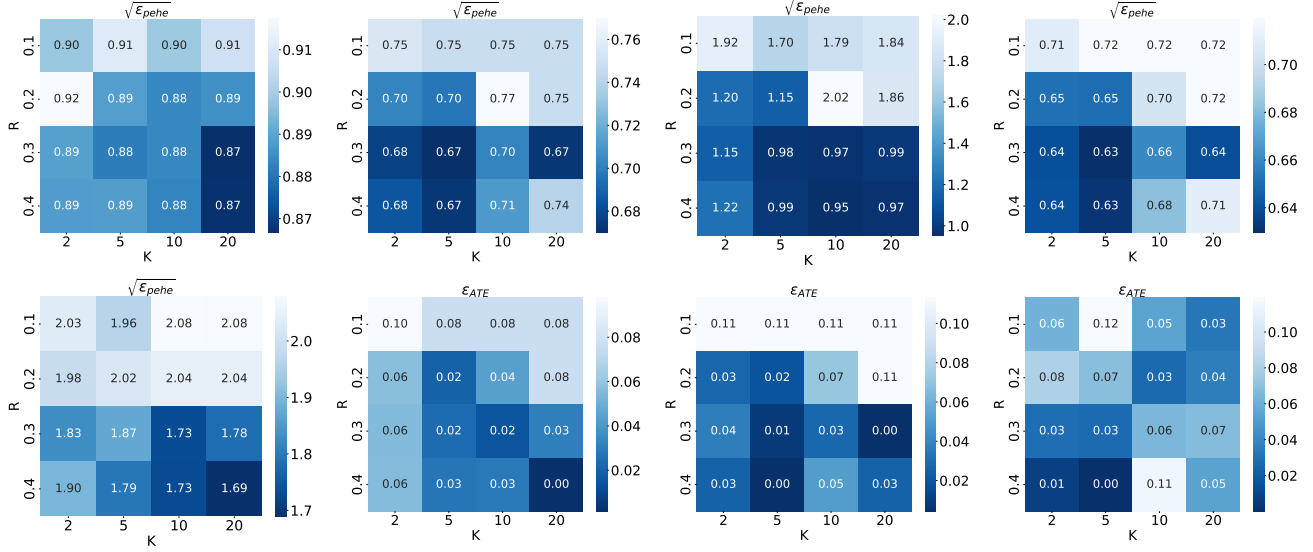 √ε_pehe
0.1 0.90 0.91 0.90 0.91
0.2 0.92 0.89 0.88 0.89
0.3 0.89 0.88 0.88 0.87
0.4 0.89 0.89 0.88 0.87
2 5 10 20
K
R
0.91
0.90
0.89
0.88
0.87
√ε_pehe
0.1 0.75 0.75 0.75 0.75
0.2 0.70 0.70 0.77 0.75
0.3 0.68 0.67 0.70 0.67
0.4 0.68 0.67 0.71 0.74
2 5 10 20
K
R
0.76
0.74
0.72
0.70
0.68
√ε_pehe
0.1 1.92 1.70 1.79 1.84
0.2 1.20 1.15 2.02 1.86
0.3 1.15 0.98 0.97 0.99
0.4 1.22 0.99 0.95 0.97
2 5 10 20
K
R
2.0
1.8
1.6
1.4
1.2
1.0
√ε_pehe
0.1 0.71 0.72 0.72 0.72
0.2 0.65 0.65 0.70 0.72
0.3 0.64 0.63 0.66 0.64
0.4 0.64 0.63 0.68 0.71
2 5 10 20
K
R
0.70
0.68
0.66
0.64
√ε_pehe
0.1 2.03 1.96 2.08 2.08
0.2 1.98 2.02 2.04 2.04
0.3 1.83 1.87 1.73 1.78
0.4 1.90 1.79 1.73 1.69
2 5 10 20
K
R
2.0
1.9
1.8
1.7
ε_ATE
0.1 0.10 0.08 0.08 0.08
0.2 0.06 0.02 0.04 0.08
0.3 0.06 0.02 0.02 0.03
0.4 0.06 0.03 0.03 0.00
2 5 10 20
K
R
0.08
0.06
0.04
0.02
ε_ATE
0.1 0.11 0.11 0.11 0.11
0.2 0.03 0.02 0.07 0.11
0.3 0.04 0.01 0.03 0.00
0.4 0.03 0.00 0.05 0.03
2 5 10 20
K
R
0.10
0.08
0.06
0.04
0.02
ε_ATE
0.1 0.06 0.12 0.05 0.03
0.2 0.08 0.07 0.03 0.04
0.3 0.03 0.03 0.06 0.07
0.4 0.01 0.00 0.11 0.05
2 5 10 20
K
R
0.10
0.08
0.06
0.04
0.02